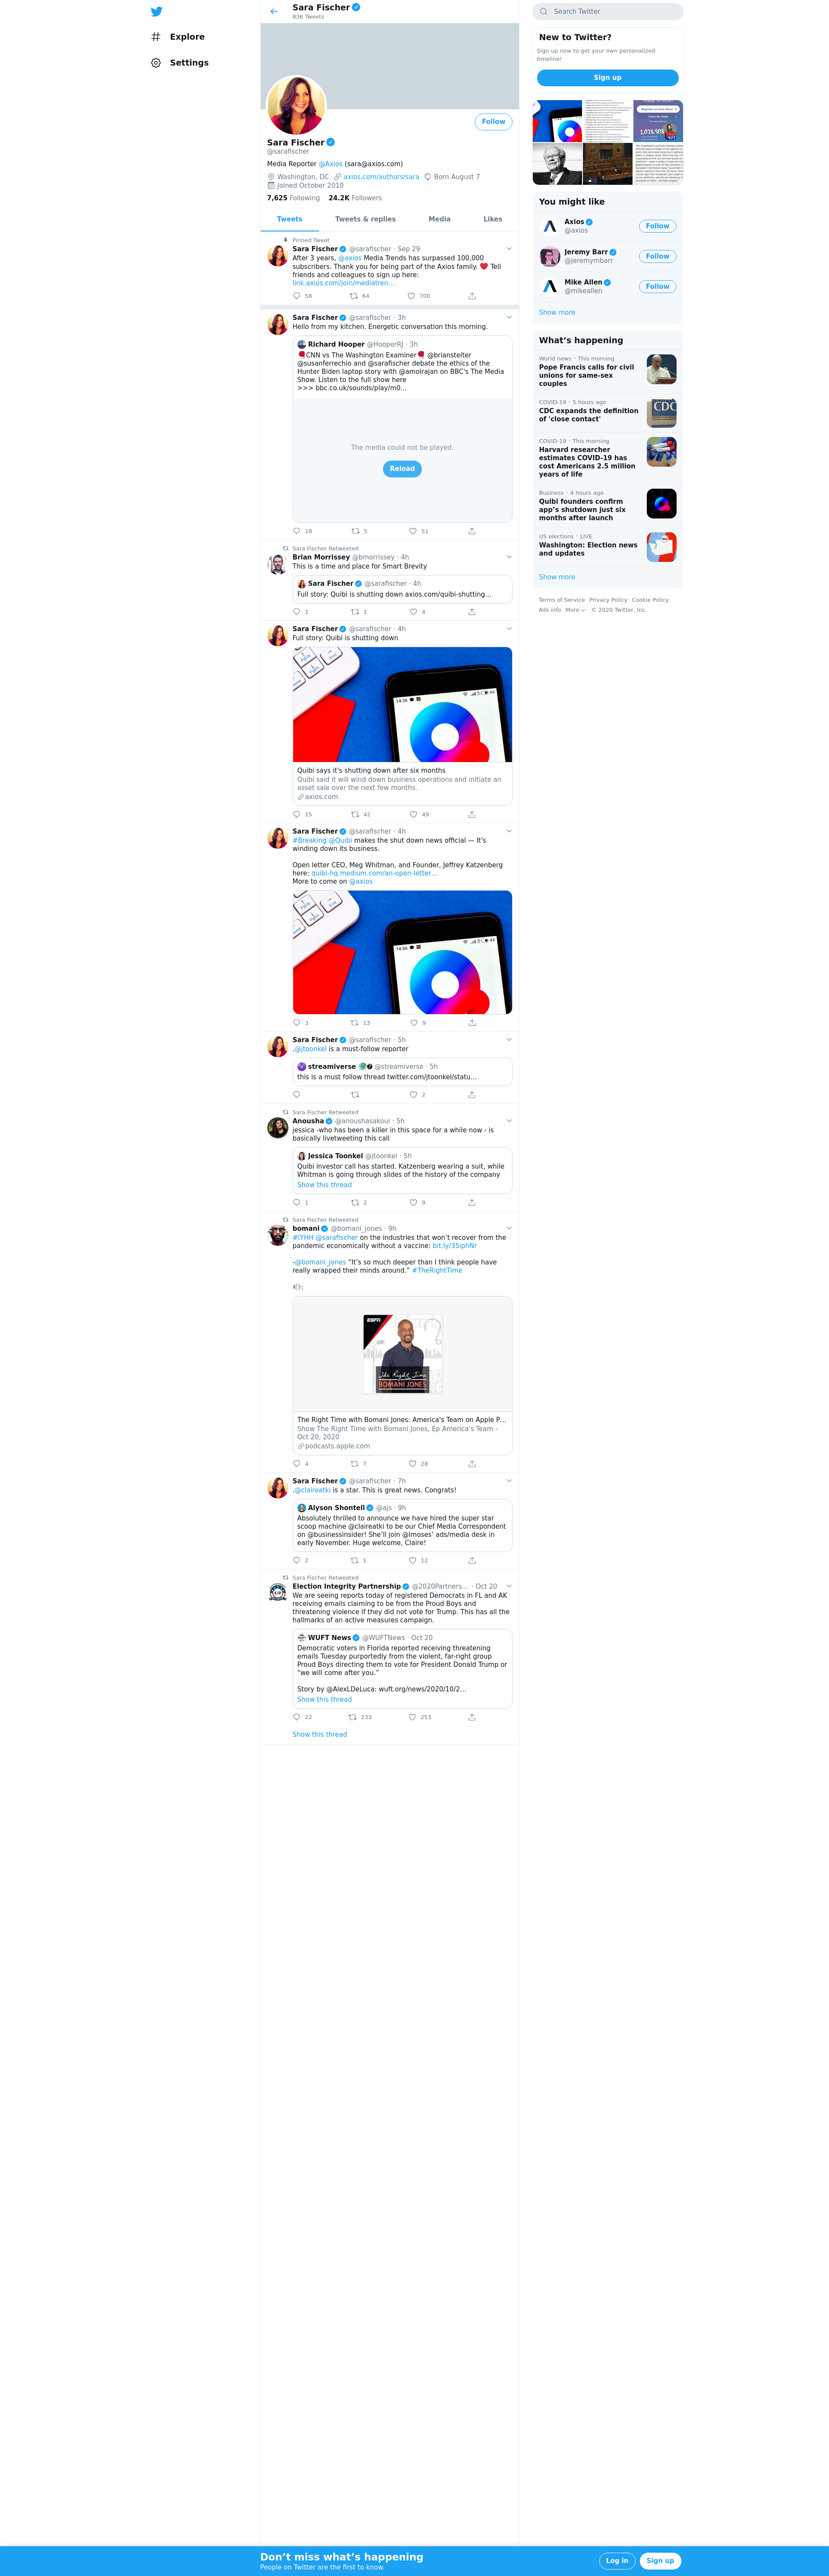 Explore
Settings
Sara Fischer
836 Tweets
Follow
Sara Fischer
@sarafischer
Media Reporter @Axios (sara@axios.com)
Washington, DC axios.com/authors/sara Born August 7
Joined October 2010
7,625 Following 24.2K Followers
Tweets Tweets & replies Media Likes
Pinned Tweet
Sara Fischer @sarafischer · Sep 29
After 3 years, @axios Media Trends has surpassed 100,000
subscribers. Thank you for being part of the Axios family. ❤️ Tell
friends and colleagues to sign up here:
link.axios.com/join/mediatren…
58 64 700
Sara Fischer @sarafischer · 3h
Hello from my kitchen. Energetic conversation this morning.
Richard Hooper @HooperRJ · 3h
🥊CNN vs The Washington Examiner🥊 @brianstelter
@susanferrechio and @sarafischer debate the ethics of the
Hunter Biden laptop story with @amolrajan on BBC's The Media
Show. Listen to the full show here
>>> bbc.co.uk/sounds/play/m0…
The media could not be played.
Reload
18 5 51
Sara Fischer Retweeted
Brian Morrissey @bmorrissey · 4h
This is a time and place for Smart Brevity
Sara Fischer @sarafischer · 4h
Full story: Quibi is shutting down axios.com/quibi-shutting…
1 1 4
Sara Fischer @sarafischer · 4h
Full story: Quibi is shutting down
14:36
44
Quibi says it's shutting down after six months
Quibi said it will wind down business operations and initiate an
asset sale over the next few months.
axios.com
15 42 49
Sara Fischer @sarafischer · 4h
#Breaking @Quibi makes the shut down news official — It's
winding down its business.
Open letter CEO, Meg Whitman, and Founder, Jeffrey Katzenberg
here: quibi-hq.medium.com/an-open-letter…
More to come on @axios
14:36
44
3 13 9
Sara Fischer @sarafischer · 5h
.@jtoonkel is a must-follow reporter
streamiverse @streamiverse · 5h
this is a must follow thread twitter.com/jtoonkel/statu…
2
Sara Fischer Retweeted
Anousha @anoushasakoui · 5h
Jessica -who has been a killer in this space for a while now - is
basically livetweeting this call
Jessica Toonkel @jtoonkel · 5h
Quibi investor call has started. Katzenberg wearing a suit, while
Whitman is going through slides of the history of the company
Show this thread
1 2 9
Sara Fischer Retweeted
bomani @bomani_jones · 9h
#IYHH @sarafischer on the industries that won't recover from the
pandemic economically without a vaccine: bit.ly/35iphNr
-@bomani_jones "It's so much deeper than I think people have
really wrapped their minds around." #TheRightTime
🔊:
ESPN
The Right Time
BOMANI JONES
The Right Time with Bomani Jones: America's Team on Apple P…
Show The Right Time with Bomani Jones, Ep America's Team -
Oct 20, 2020
podcasts.apple.com
4 7 28
Sara Fischer @sarafischer · 7h
.@claireatki is a star. This is great news. Congrats!
Alyson Shontell @ajs · 9h
Absolutely thrilled to announce we have hired the super star
scoop machine @claireatki to be our Chief Media Correspondent
on @businessinsider! She'll join @lmoses' ads/media desk in
early November. Huge welcome, Claire!
2 1 12
Sara Fischer Retweeted
Election Integrity Partnership @2020Partners… · Oct 20
We are seeing reports today of registered Democrats in FL and AK
receiving emails claiming to be from the Proud Boys and
threatening violence if they did not vote for Trump. This has all the
hallmarks of an active measures campaign.
WUFT News @WUFTNews · Oct 20
Democratic voters in Florida reported receiving threatening
emails Tuesday purportedly from the violent, far-right group
Proud Boys directing them to vote for President Donald Trump or
"we will come after you."
Story by @AlexLDeLuca: wuft.org/news/2020/10/2…
Show this thread
22 233 253
Show this thread
Search Twitter
New to Twitter?
Sign up now to get your own personalized
timeline!
Sign up
1,076,905
You might like
Axios
@axios
Follow
Jeremy Barr
@jeremymbarr
Follow
Mike Allen
@mikeallen
Follow
Show more
What's happening
World news · This morning
Pope Francis calls for civil
unions for same-sex
couples
COVID-19 · 5 hours ago
CDC expands the definition
of 'close contact'
CDC
COVID-19 · This morning
Harvard researcher
estimates COVID-19 has
cost Americans 2.5 million
years of life
Business · 4 hours ago
Quibi founders confirm
app's shutdown just six
months after launch
US elections · LIVE
Washington: Election news
and updates
Show more
Terms of Service Privacy Policy Cookie Policy
Ads info More © 2020 Twitter, Inc.
Don't miss what's happening
People on Twitter are the first to know.
Log in Sign up